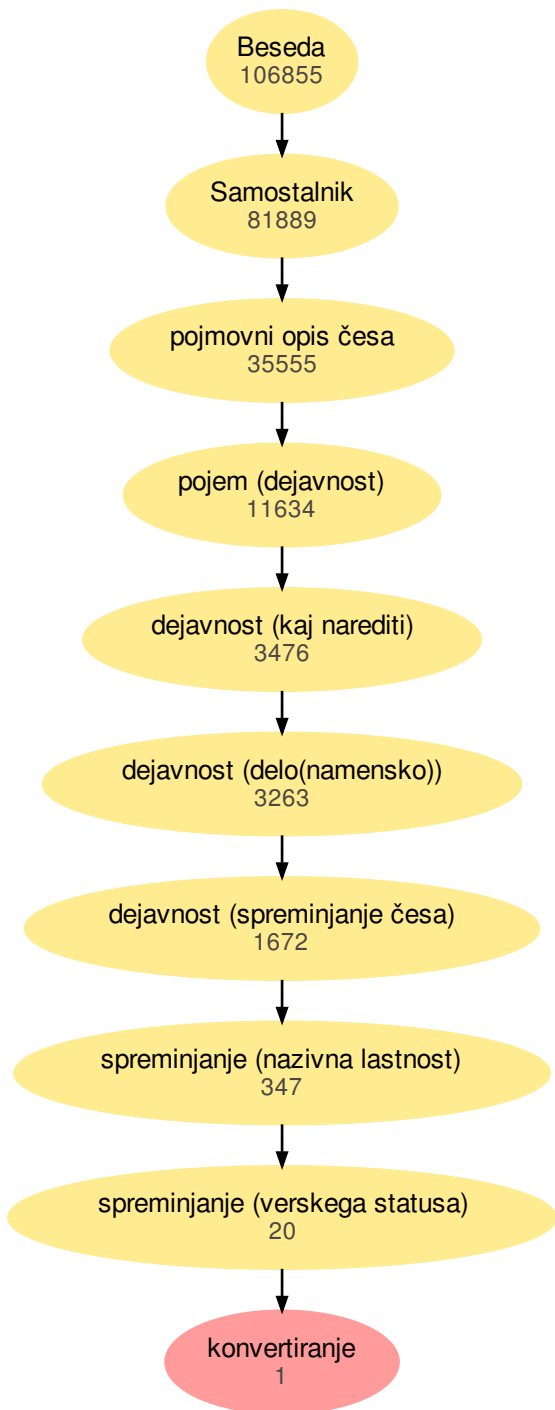 Beseda
106855
Samostalnik
81889
pojmovni opis česa
35555
pojem (dejavnost)
11634
dejavnost (kaj narediti)
3476
dejavnost (delo(namensko))
3263
dejavnost (spreminjanje česa)
1672
spreminjanje (nazivna lastnost)
347
spreminjanje (verskega statusa)
20
konvertiranje
1